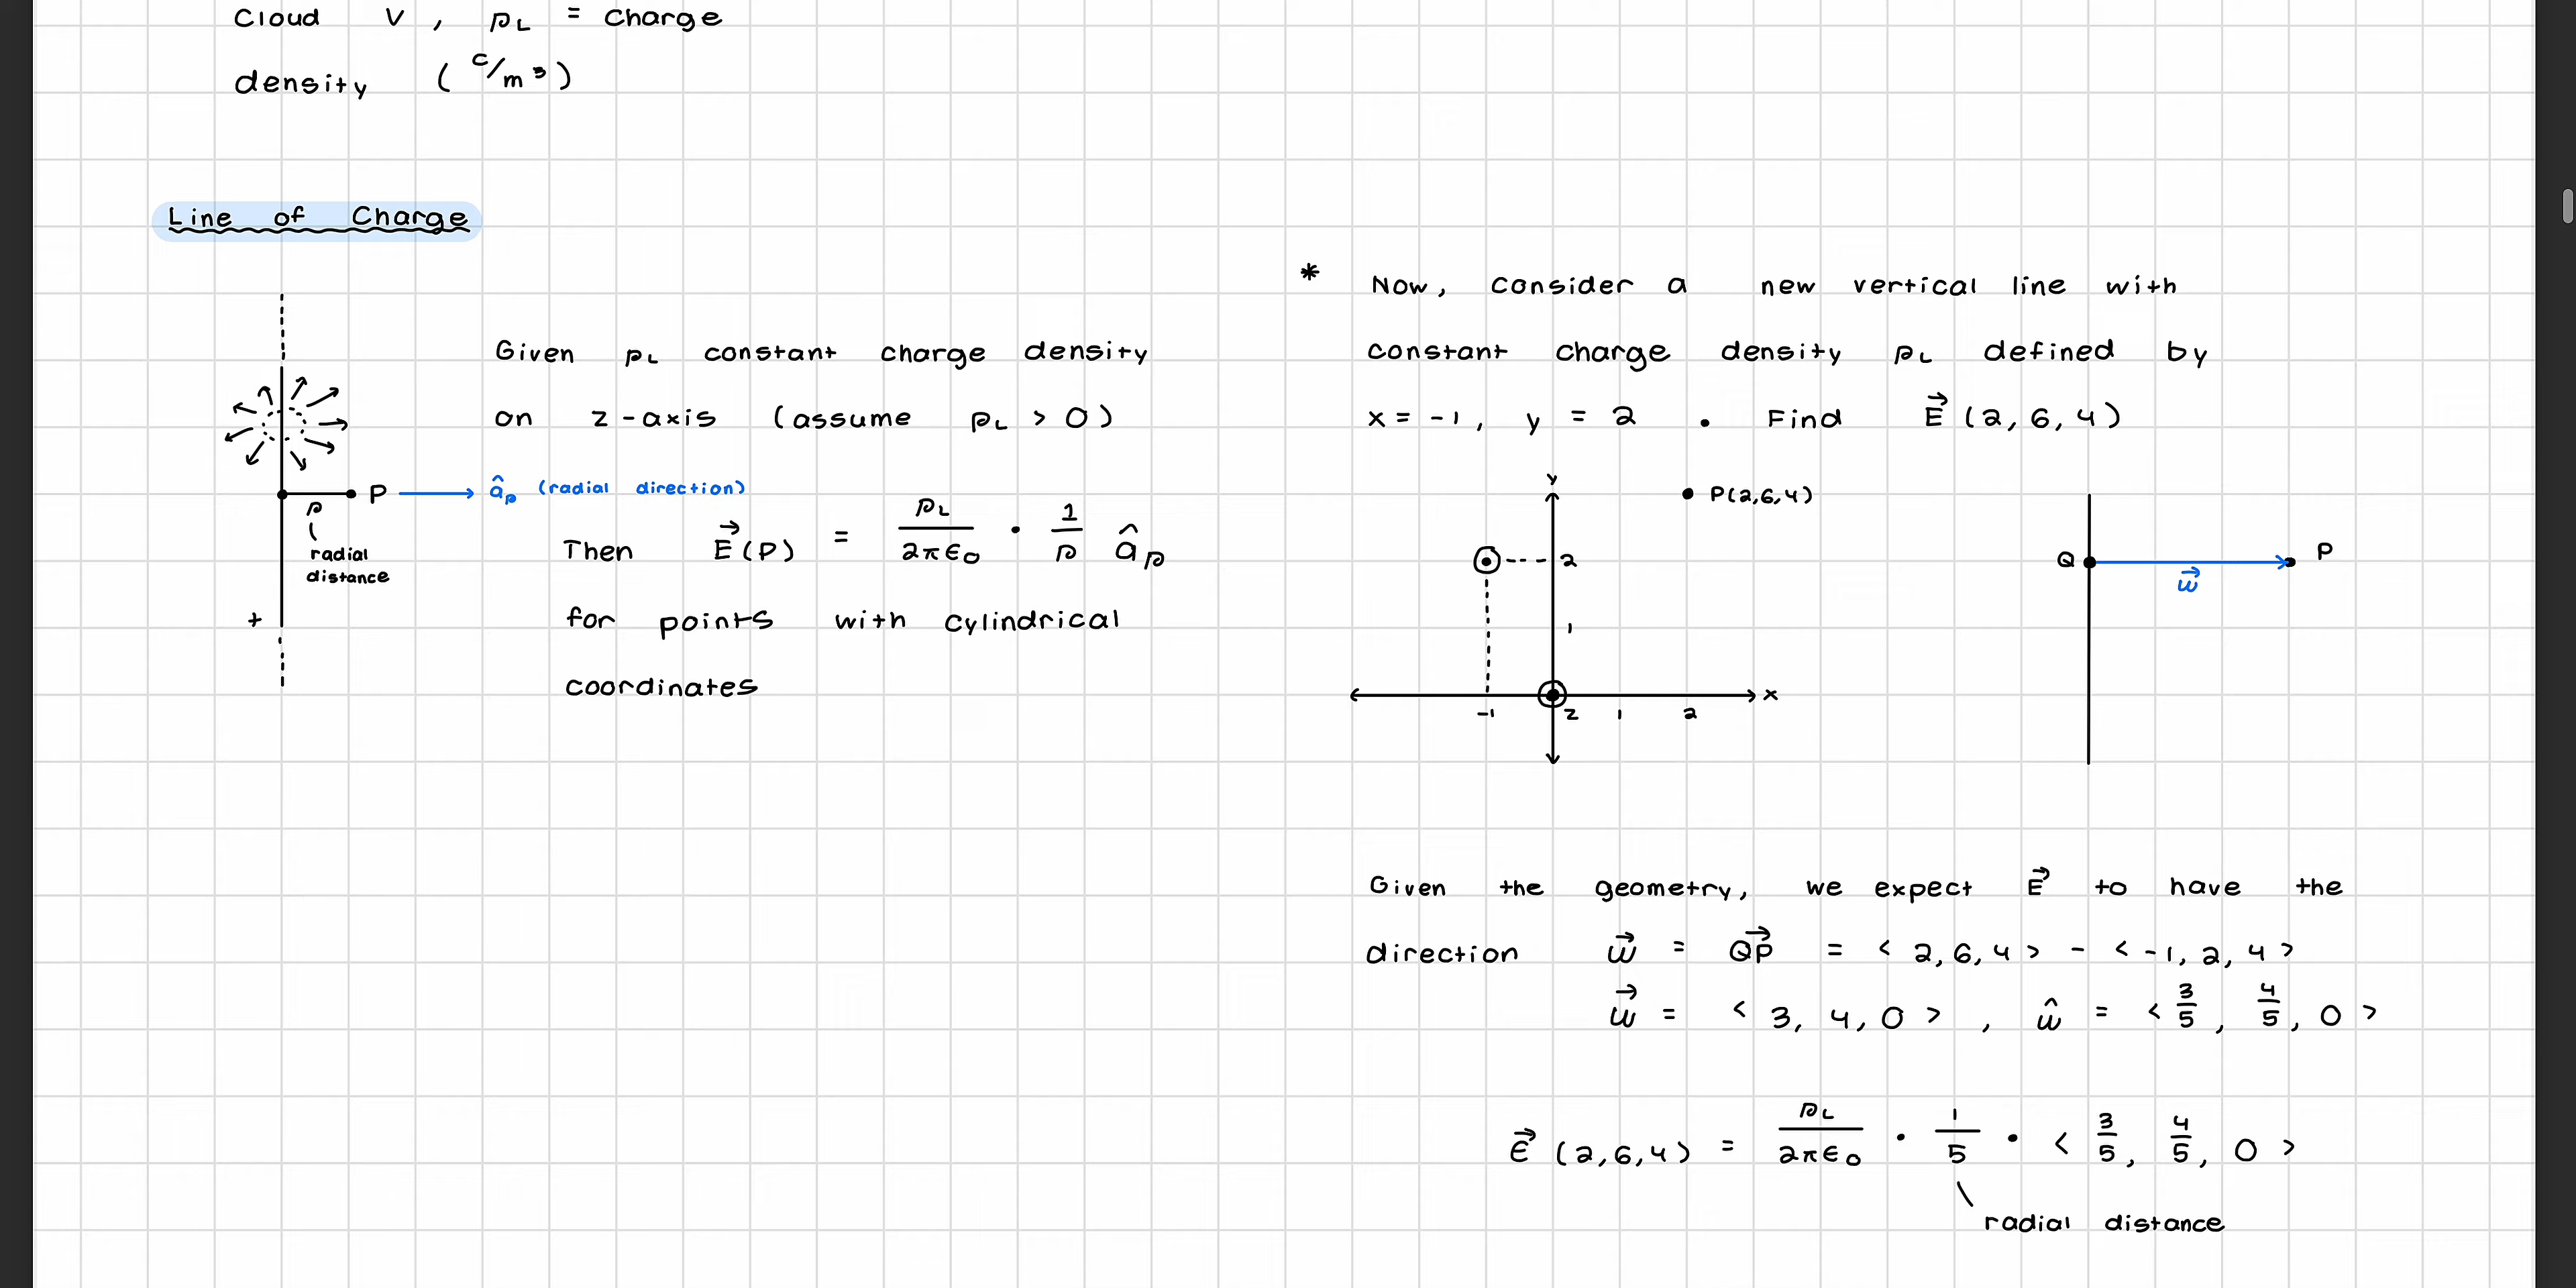 Cloud V, ρL = Charge
density (C/m³)
Line of Charge
Given ρL constant charge density
on z-axis (assume ρL > 0)
P → âρ (radial direction)
ρ
radial
distance
+
Then E⃗(P) = ρL/2πϵ₀ · 1/ρ âρ
for points with cylindrical
coordinates
* Now, consider a new vertical line with
constant charge density ρL defined by
x = -1, y = 2. Find E⃗(2,6,4)
y
P(2,6,4)
2
1
x
-1 z 1 2
Q P
w⃗
Given the geometry, we expect E⃗ to have the
direction w⃗ = QP⃗ = <2,6,4> - <-1,2,4>
w⃗ = <3,4,0>, ŵ = <3/5, 4/5, 0>
E⃗(2,6,4) = ρL/2πϵ₀ · 1/5 · <3/5, 4/5, 0>
radial distance